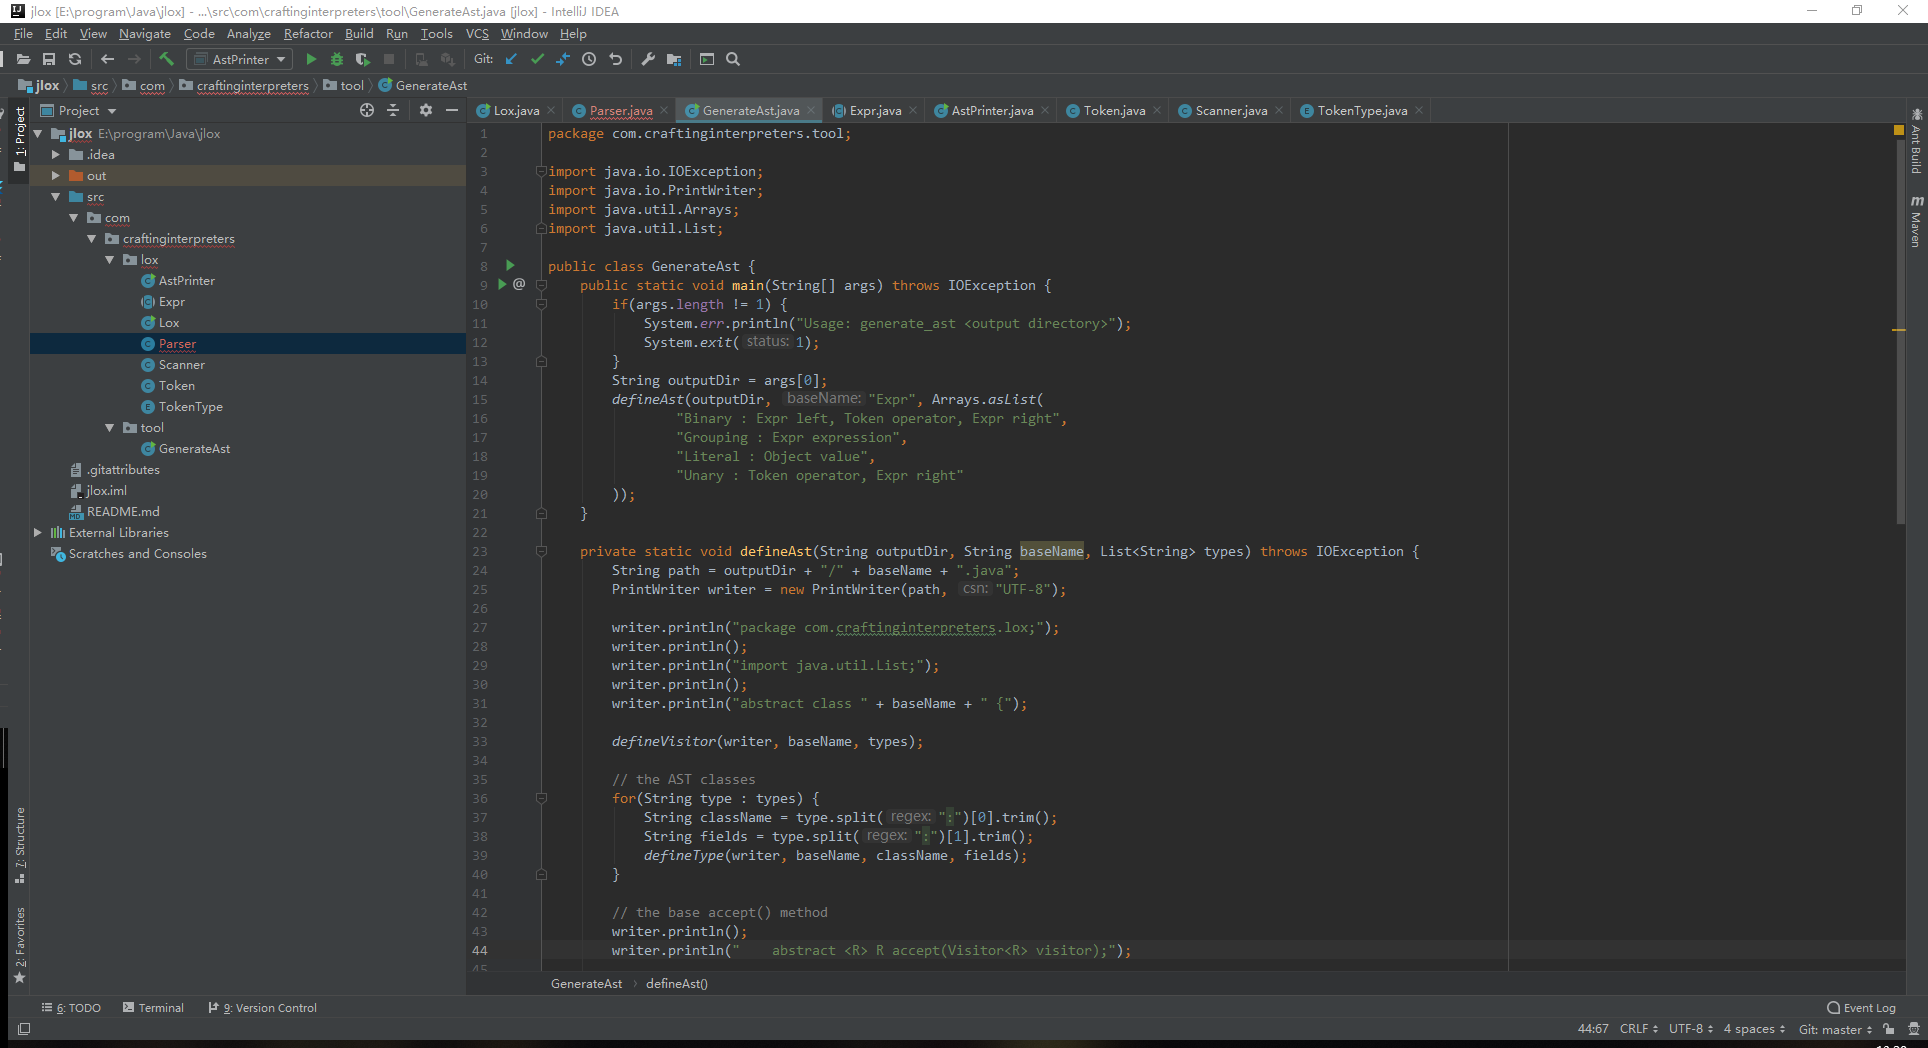 jlox [E:\program\Java\jlox] - ...\src\com\craftinginterpreters\tool\GenerateAst.java [jlox] - IntelliJ IDEA
File Edit View Navigate Code Analyze Refactor Build Run Tools VCS Window Help
AstPrinter Git:
jlox src com craftinginterpreters tool GenerateAst
Project
Lox.java Parser.java GenerateAst.java Expr.java AstPrinter.java Token.java Scanner.java TokenType.java
1: Project
7: Structure
2: Favorites
Ant Build
Maven
jlox E:\program\Java\jlox
.idea
out
src
com
craftinginterpreters
lox
AstPrinter
Expr
Lox
Parser
Scanner
Token
TokenType
tool
GenerateAst
.gitattributes
jlox.iml
README.md
External Libraries
Scratches and Consoles
1 package com.craftinginterpreters.tool;
2
3 import java.io.IOException;
4 import java.io.PrintWriter;
5 import java.util.Arrays;
6 import java.util.List;
7
8 public class GenerateAst {
9 @ public static void main(String[] args) throws IOException {
10 if(args.length != 1) {
11 System.err.println("Usage: generate_ast <output directory>");
12 System.exit( status: 1);
13 }
14 String outputDir = args[0];
15 defineAst(outputDir, baseName: "Expr", Arrays.asList(
16 "Binary : Expr left, Token operator, Expr right",
17 "Grouping : Expr expression",
18 "Literal : Object value",
19 "Unary : Token operator, Expr right"
20 ));
21 }
22
23 private static void defineAst(String outputDir, String baseName, List<String> types) throws IOException {
24 String path = outputDir + "/" + baseName + ".java";
25 PrintWriter writer = new PrintWriter(path, csn: "UTF-8");
26
27 writer.println("package com.craftinginterpreters.lox;");
28 writer.println();
29 writer.println("import java.util.List;");
30 writer.println();
31 writer.println("abstract class " + baseName + " {");
32
33 defineVisitor(writer, baseName, types);
34
35 // the AST classes
36 for(String type : types) {
37 String className = type.split( regex: ":")[0].trim();
38 String fields = type.split( regex: ":")[1].trim();
39 defineType(writer, baseName, className, fields);
40 }
41
42 // the base accept() method
43 writer.println();
44 writer.println("    abstract <R> R accept(Visitor<R> visitor);");
45
GenerateAst defineAst()
6: TODO Terminal 9: Version Control Event Log
44:67 CRLF UTF-8 4 spaces Git: master